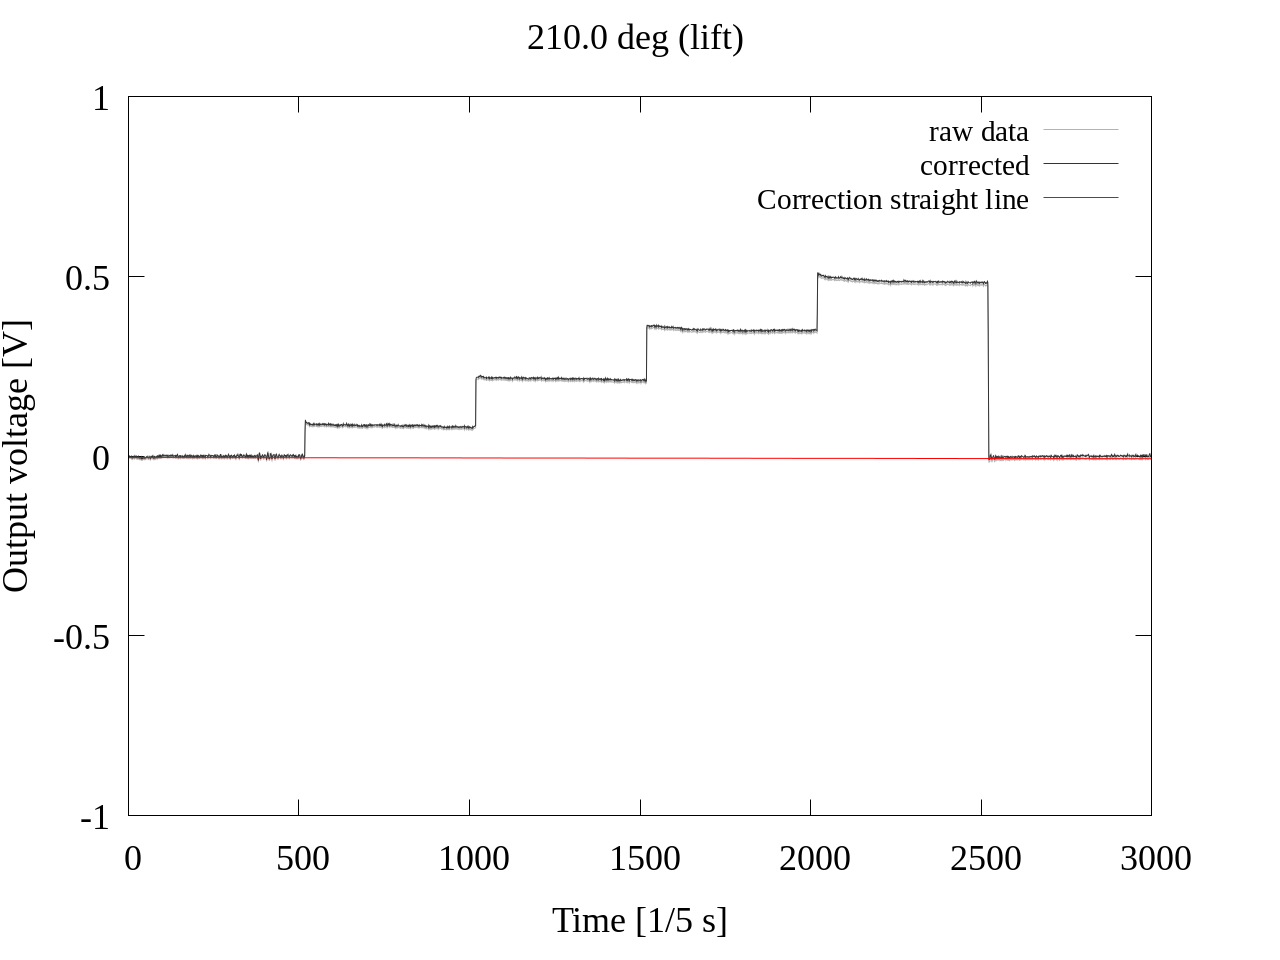 210.0 deg (lift)
1
0.5
0
-0.5
-1
Output voltage [V]
raw data
corrected
Correction straight line
0 500 1000 1500 2000 2500 3000
Time [1/5 s]